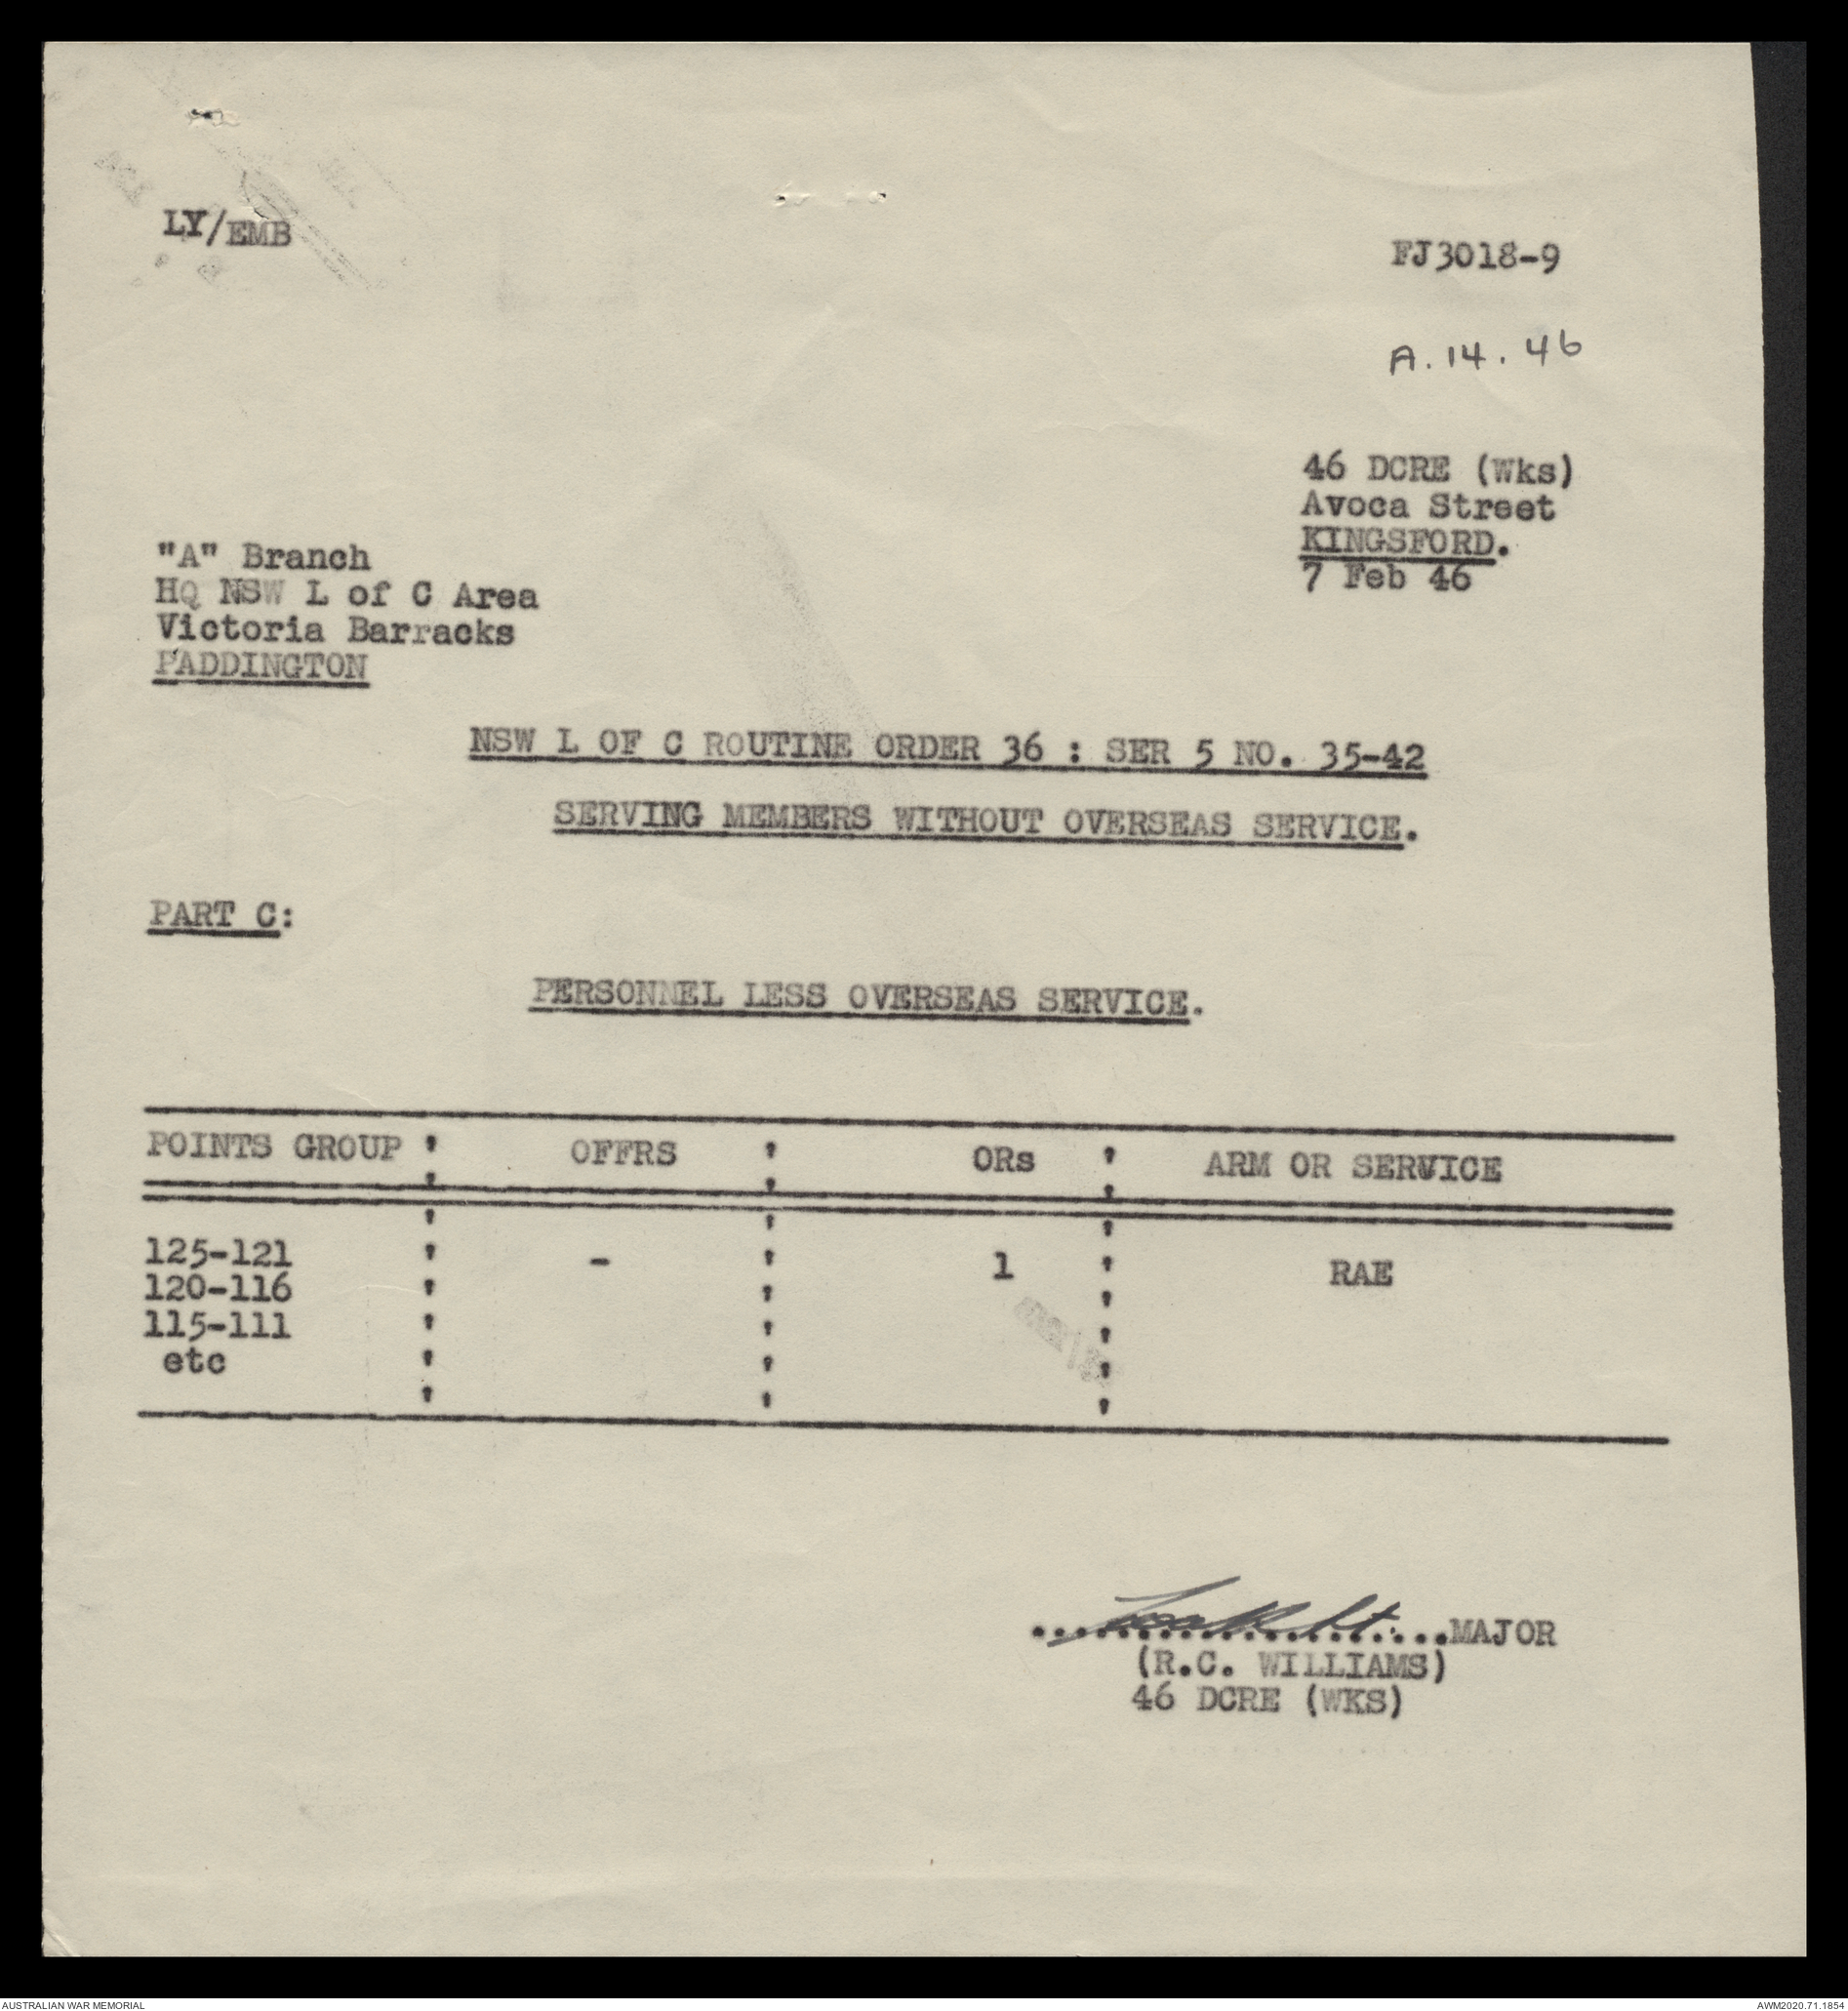 LY/EMB
FJ3018-9
A.14.46
46 DCRE (Wks)
Avoca Street
KINGSFORD.
7 Feb 46
"A" Branch
HQ NSW L of C Area
Victoria Barracks
PADDINGTON
NSW L OF C ROUTINE ORDER 36 : SER 5 NO. 35-42
SERVING MEMBERS WITHOUT OVERSEAS SERVICE.
PART C:
PERSONNEL LESS OVERSEAS SERVICE.
POINTS GROUP ' OFFRS ' ORs ' ARM OR SERVICE
125-121 ' - ' 1 ' RAE
120-116 ' ' '
115-111 ' ' '
etc ' ' '
MAJOR
(R.C. WILLIAMS)
46 DCRE (WKS)
AUSTRALIAN WAR MEMORIAL
AWM2020.71.1854